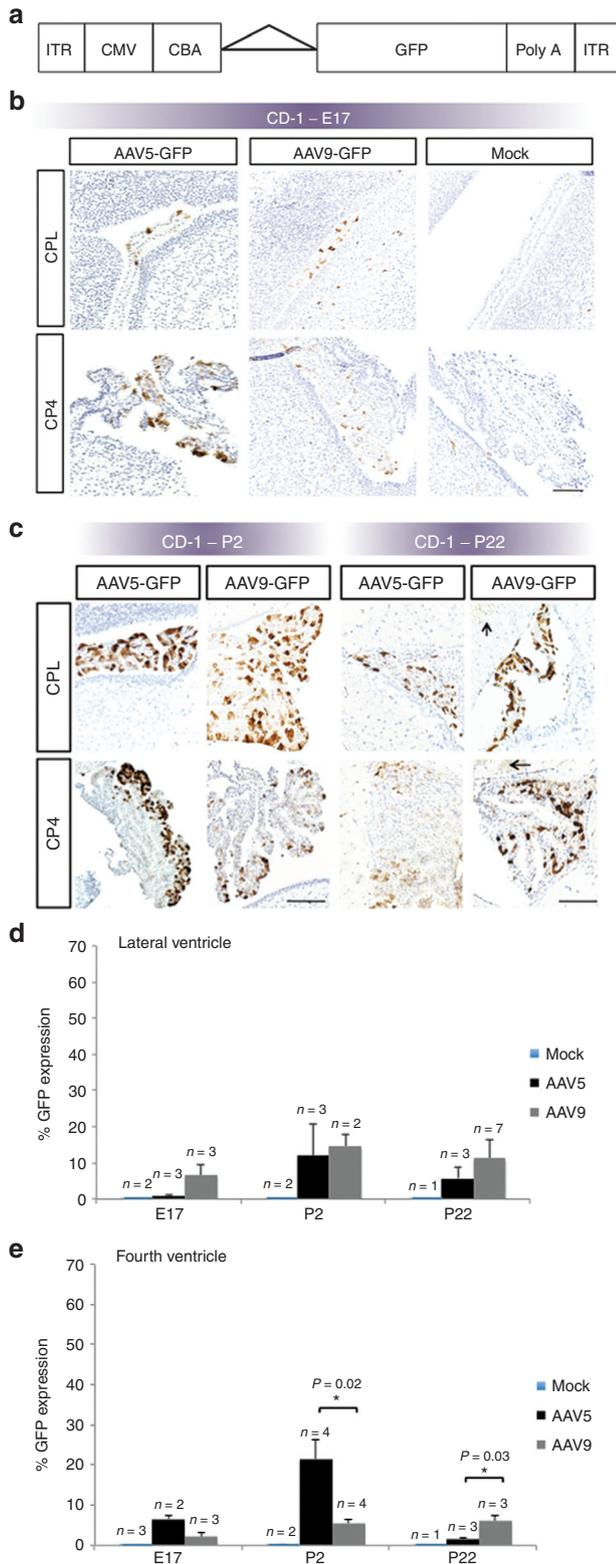 a
ITR CMV CBA GFP Poly A ITR
b
CD-1 – E17
AAV5-GFP AAV9-GFP Mock
CPL
CP4
c
CD-1 – P2 CD-1 – P22
AAV5-GFP AAV9-GFP AAV5-GFP AAV9-GFP
CPL
CP4
d
Lateral ventricle
% GFP expression
70
60
50
40
30
20
10
0
n = 2 n = 3 n = 3
n = 2 n = 3 n = 2
n = 1 n = 3 n = 7
E17 P2 P22
Mock
AAV5
AAV9
e
Fourth ventricle
% GFP expression
70
60
50
40
30
20
10
0
P = 0.02
*
P = 0.03
*
n = 3 n = 2 n = 3
n = 2 n = 4 n = 4
n = 1 n = 3 n = 3
E17 P2 P22
Mock
AAV5
AAV9